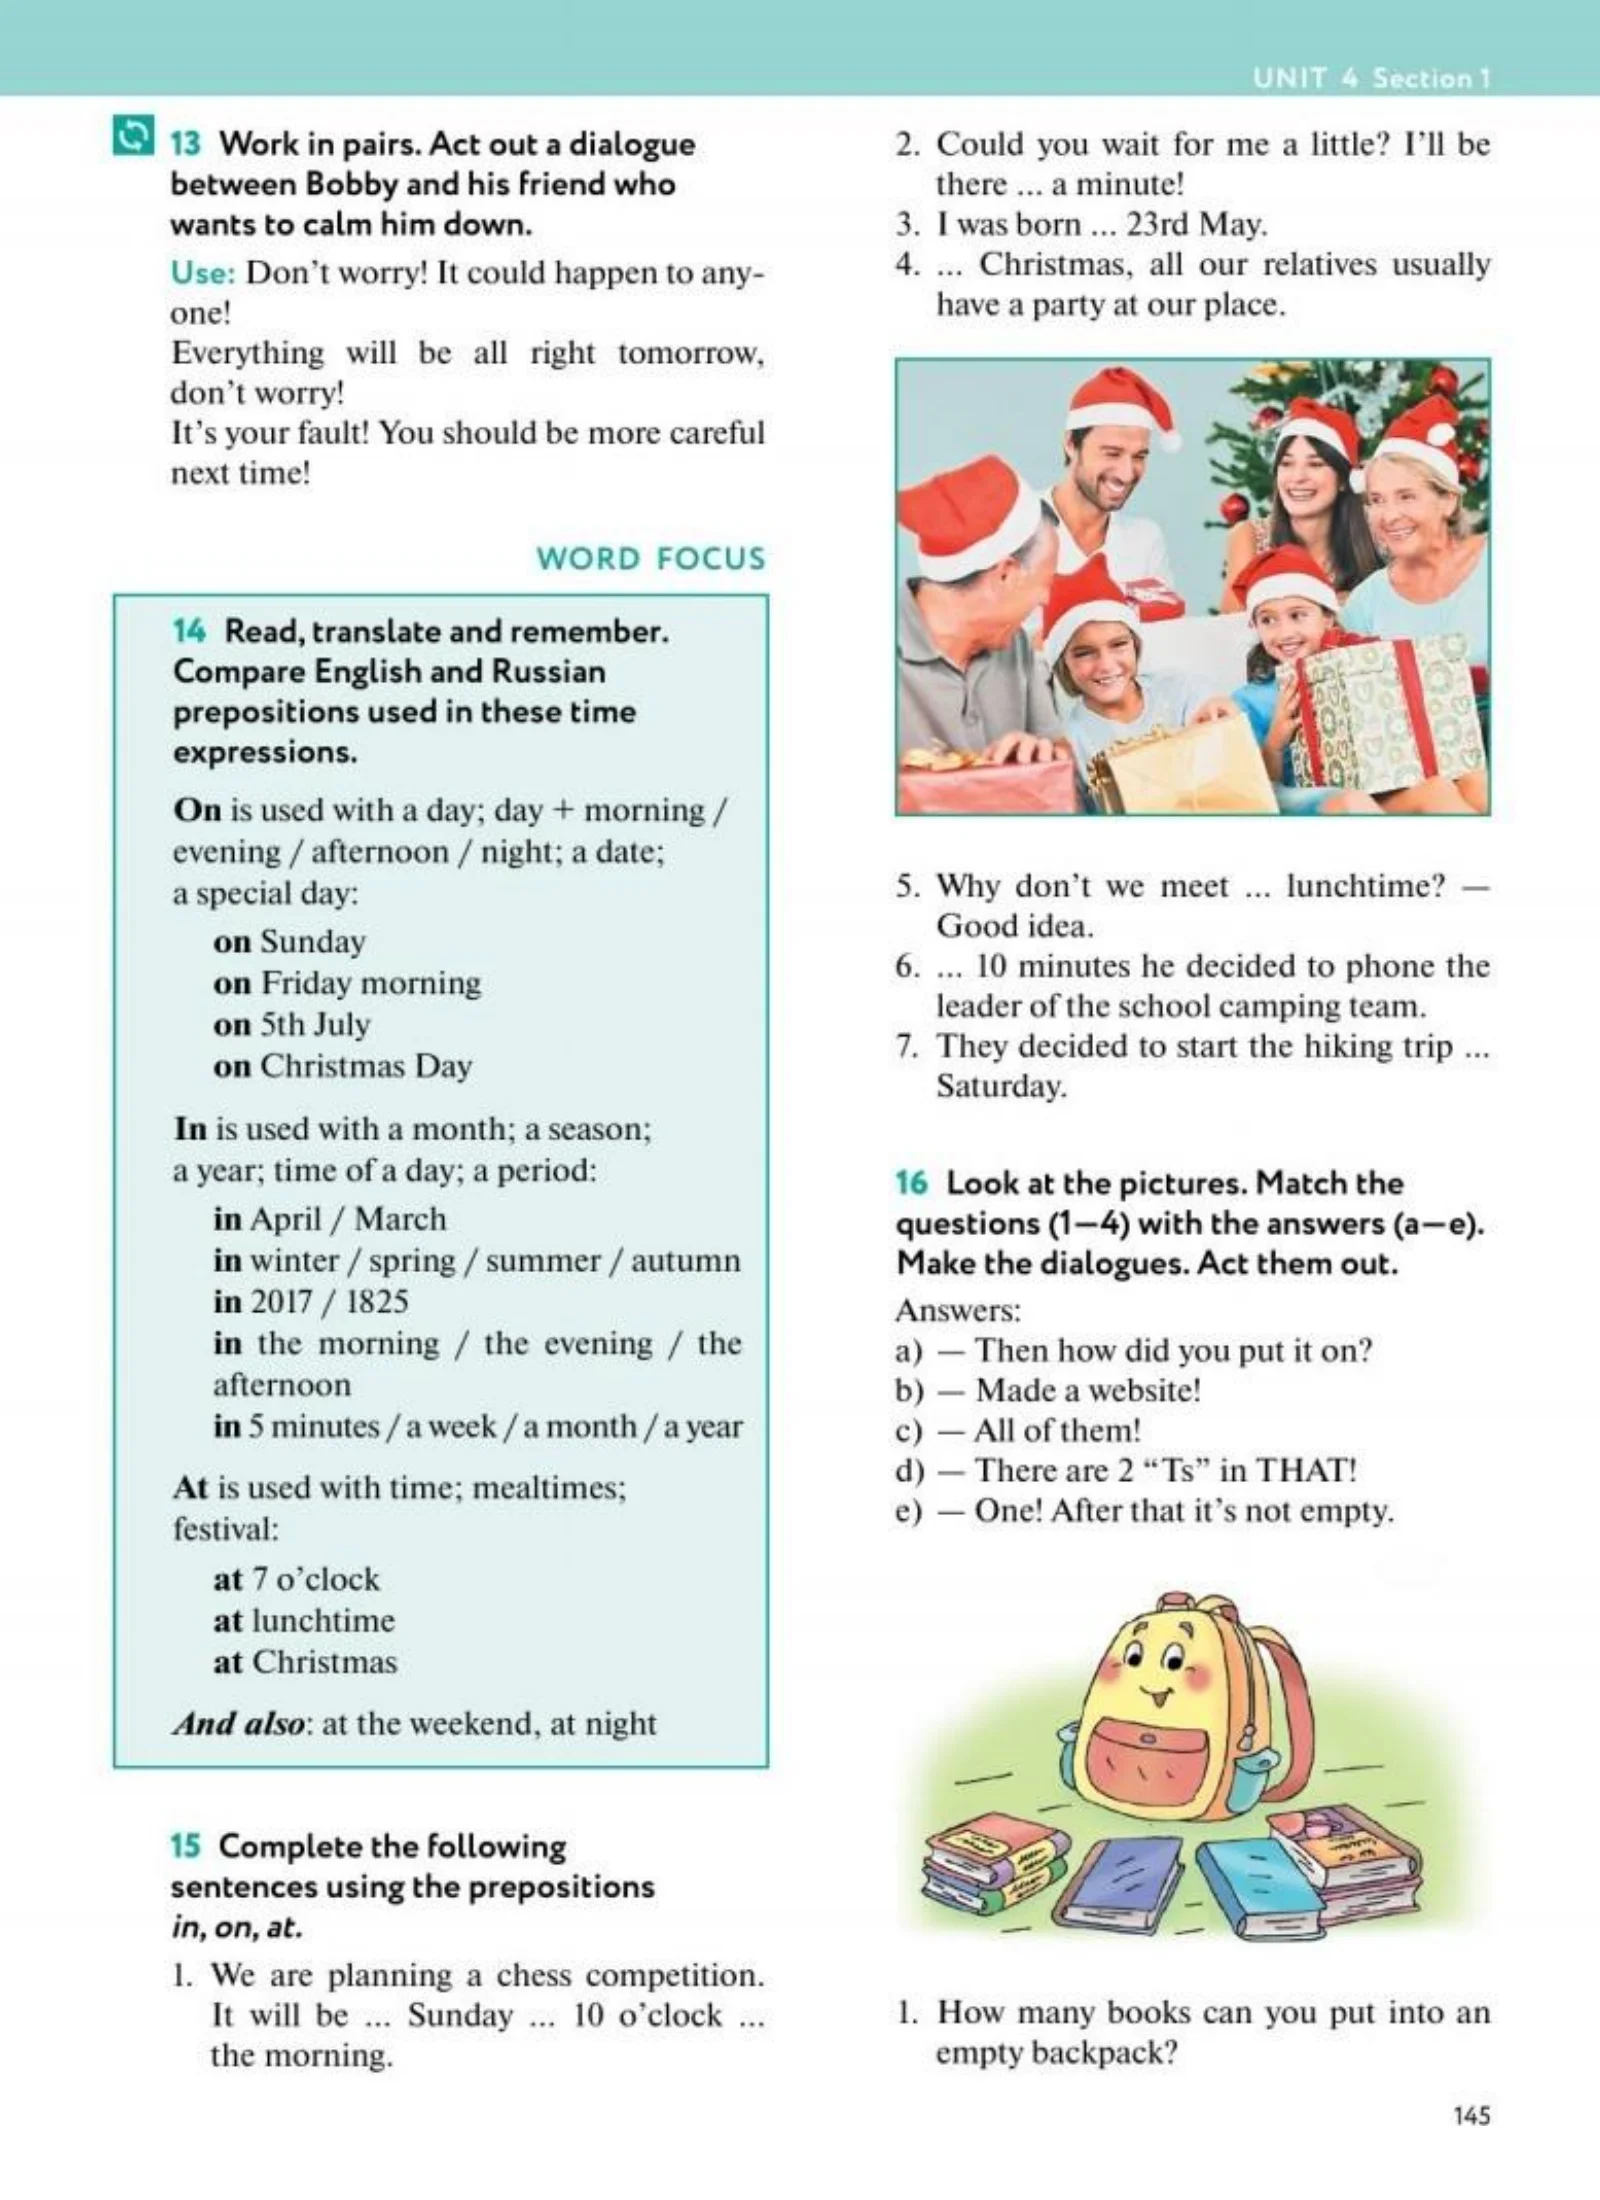 UNIT 4 Section 1
13 Work in pairs. Act out a dialogue
between Bobby and his friend who
wants to calm him down.
Use: Don't worry! It could happen to any-
one!
Everything will be all right tomorrow,
don't worry!
It's your fault! You should be more careful
next time!
WORD FOCUS
14 Read, translate and remember.
Compare English and Russian
prepositions used in these time
expressions.
On is used with a day; day + morning /
evening / afternoon / night; a date;
a special day:
on Sunday
on Friday morning
on 5th July
on Christmas Day
In is used with a month; a season;
a year; time of a day; a period:
in April / March
in winter / spring / summer / autumn
in 2017 / 1825
in the morning / the evening / the
afternoon
in 5 minutes / a week / a month / a year
At is used with time; mealtimes;
festival:
at 7 o'clock
at lunchtime
at Christmas
And also: at the weekend, at night
15 Complete the following
sentences using the prepositions
in, on, at.
1. We are planning a chess competition.
It will be ... Sunday ... 10 o'clock ...
the morning.
2. Could you wait for me a little? I'll be
there ... a minute!
3. I was born ... 23rd May.
4. ... Christmas, all our relatives usually
have a party at our place.
5. Why don't we meet ... lunchtime? —
Good idea.
6. ... 10 minutes he decided to phone the
leader of the school camping team.
7. They decided to start the hiking trip ...
Saturday.
16 Look at the pictures. Match the
questions (1—4) with the answers (a—e).
Make the dialogues. Act them out.
Answers:
a) — Then how did you put it on?
b) — Made a website!
c) — All of them!
d) — There are 2 “Ts” in THAT!
e) — One! After that it's not empty.
1. How many books can you put into an
empty backpack?
145